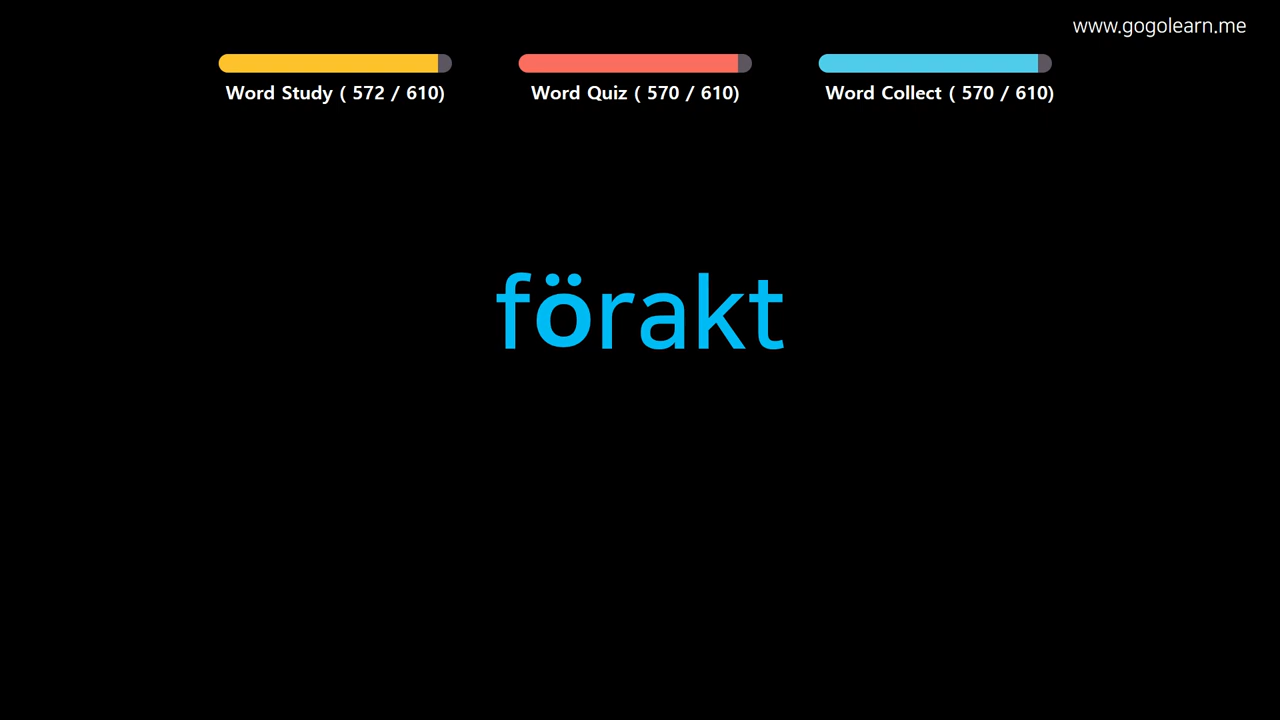 www.gogolearn.me
Word Study ( 572 / 610)
Word Quiz ( 570 / 610)
Word Collect ( 570 / 610)
förakt